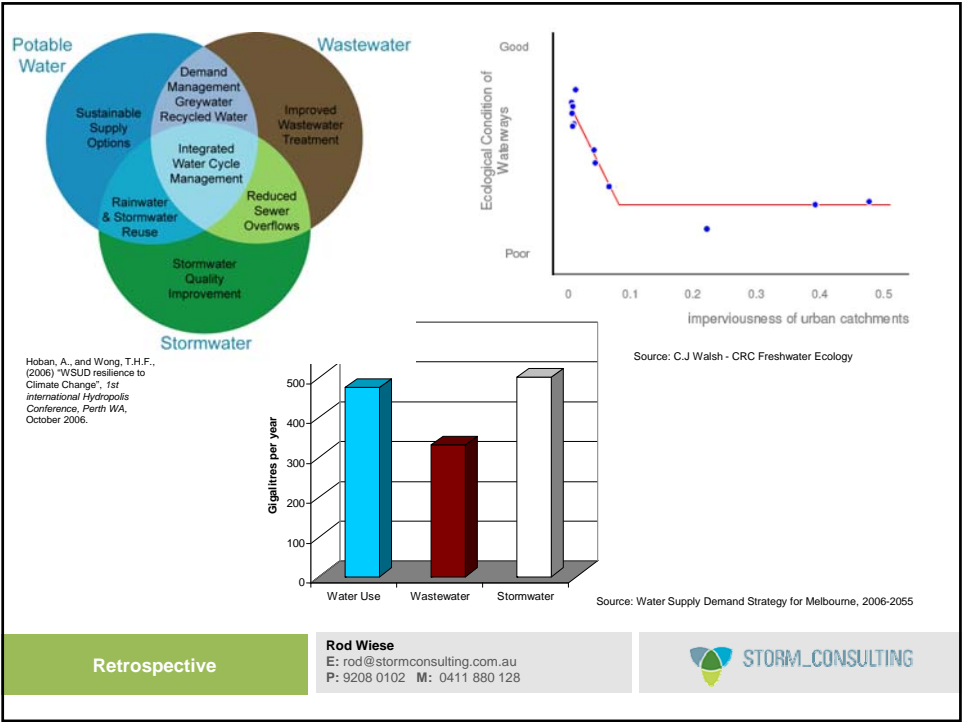 Potable
Water
Wastewater
Demand
Management
Greywater
Recycled Water
Sustainable
Supply
Options
Improved
Wastewater
Treatment
Integrated
Water Cycle
Management
Rainwater
& Stormwater
Reuse
Reduced
Sewer
Overflows
Stormwater
Quality
Improvement
Stormwater
Hoban, A., and Wong, T.H.F.,
(2006) “WSUD resilience to
Climate Change”, 1st
international Hydropolis
Conference, Perth WA,
October 2006.
Good
Ecological Condition of
Waterways
Poor
0 0.1 0.2 0.3 0.4 0.5
imperviousness of urban catchments
Source: C.J Walsh - CRC Freshwater Ecology
Gigalitres per year
500
400
300
200
100
0
Water Use Wastewater Stormwater
Source: Water Supply Demand Strategy for Melbourne, 2006-2055
Retrospective
Rod Wiese
E: rod@stormconsulting.com.au
P: 9208 0102 M: 0411 880 128
STORM_CONSULTING